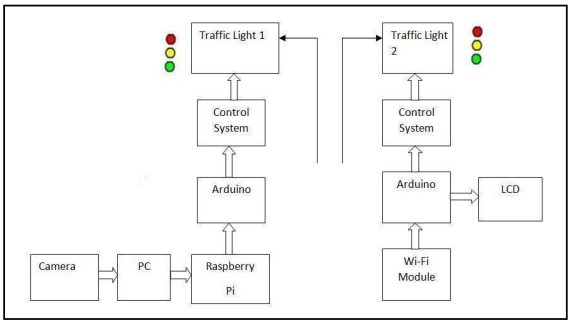 Traffic Light 1
Traffic Light
2
Control
System
Control
System
Arduino
Arduino
LCD
Camera
PC
Raspberry
Pi
Wi-Fi
Module